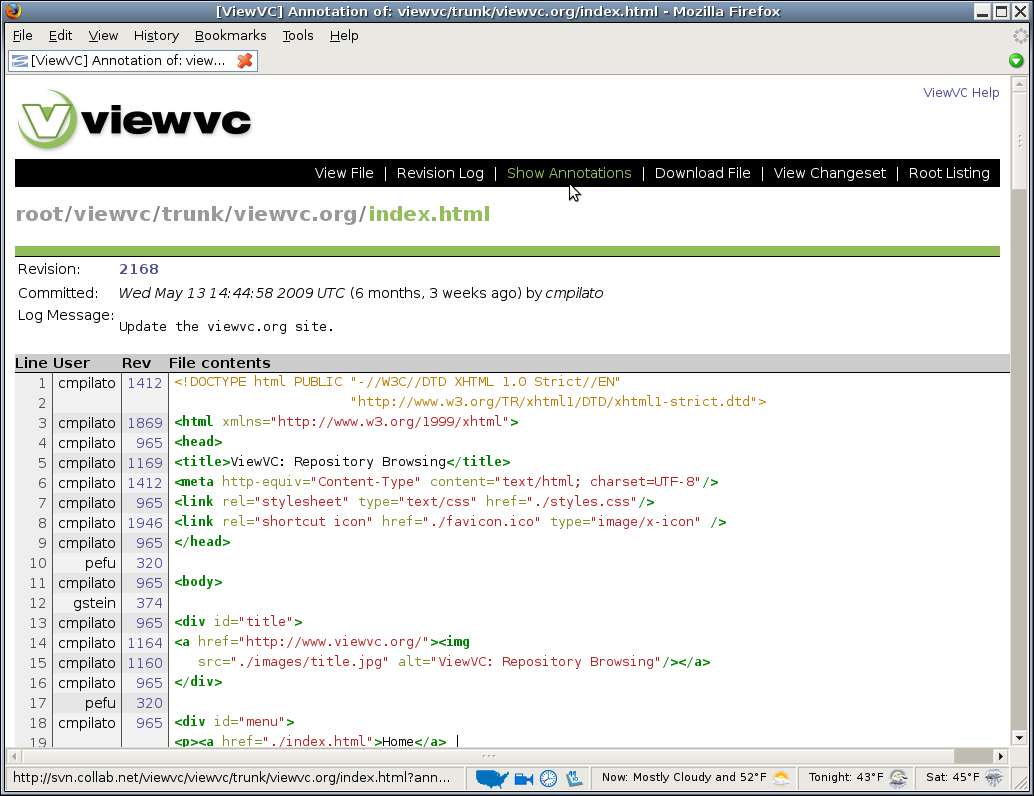 [ViewVC] Annotation of: viewvc/trunk/viewvc.org/index.html - Mozilla Firefox
File Edit View History Bookmarks Tools Help
[ViewVC] Annotation of: view...
ViewVC Help
viewvc
View File | Revision Log | Show Annotations | Download File | View Changeset | Root Listing
root/viewvc/trunk/viewvc.org/index.html
Revision: 2168
Committed: Wed May 13 14:44:58 2009 UTC (6 months, 3 weeks ago) by cmpilato
Log Message: Update the viewvc.org site.
Line User Rev File contents
1 cmpilato 1412 <!DOCTYPE html PUBLIC "-//W3C//DTD XHTML 1.0 Strict//EN"
2 "http://www.w3.org/TR/xhtml1/DTD/xhtml1-strict.dtd">
3 cmpilato 1869 <html xmlns="http://www.w3.org/1999/xhtml">
4 cmpilato 965 <head>
5 cmpilato 1169 <title>ViewVC: Repository Browsing</title>
6 cmpilato 1412 <meta http-equiv="Content-Type" content="text/html; charset=UTF-8"/>
7 cmpilato 965 <link rel="stylesheet" type="text/css" href="./styles.css"/>
8 cmpilato 1946 <link rel="shortcut icon" href="./favicon.ico" type="image/x-icon" />
9 cmpilato 965 </head>
10 pefu 320
11 cmpilato 965 <body>
12 gstein 374
13 cmpilato 965 <div id="title">
14 cmpilato 1164 <a href="http://www.viewvc.org/"><img
15 cmpilato 1160 src="./images/title.jpg" alt="ViewVC: Repository Browsing"/></a>
16 cmpilato 965 </div>
17 pefu 320
18 cmpilato 965 <div id="menu">
19 <p><a href="./index.html">Home</a> |
http://svn.collab.net/viewvc/viewvc/trunk/viewvc.org/index.html?ann... Now: Mostly Cloudy and 52°F Tonight: 43°F Sat: 45°F